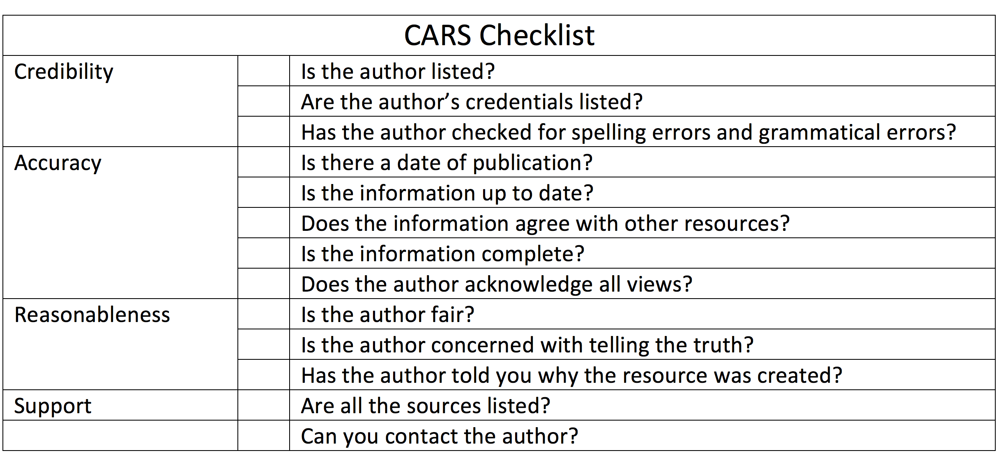 CARS Checklist
Credibility
Is the author listed?
Are the author’s credentials listed?
Has the author checked for spelling errors and grammatical errors?
Accuracy
Is there a date of publication?
Is the information up to date?
Does the information agree with other resources?
Is the information complete?
Does the author acknowledge all views?
Reasonableness
Is the author fair?
Is the author concerned with telling the truth?
Has the author told you why the resource was created?
Support
Are all the sources listed?
Can you contact the author?